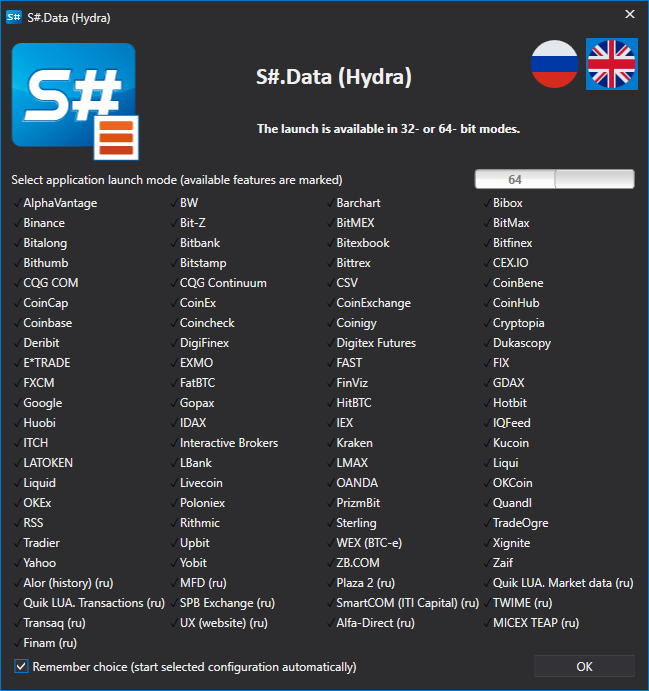 S# S#.Data (Hydra)
S#
S#.Data (Hydra)
The launch is available in 32- or 64- bit modes.
Select application launch mode (available features are marked) 64
AlphaVantage BW Barchart Bibox
Binance Bit-Z BitMEX BitMax
Bitalong Bitbank Bitexbook Bitfinex
Bithumb Bitstamp Bittrex CEX.IO
CQG COM CQG Continuum CSV CoinBene
CoinCap CoinEx CoinExchange CoinHub
Coinbase Coincheck Coinigy Cryptopia
Deribit DigiFinex Digitex Futures Dukascopy
E*TRADE EXMO FAST FIX
FXCM FatBTC FinViz GDAX
Google Gopax HitBTC Hotbit
Huobi IDAX IEX IQFeed
ITCH Interactive Brokers Kraken Kucoin
LATOKEN LBank LMAX Liqui
Liquid Livecoin OANDA OKCoin
OKEx Poloniex PrizmBit Quandl
RSS Rithmic Sterling TradeOgre
Tradier Upbit WEX (BTC-e) Xignite
Yahoo Yobit ZB.COM Zaif
Alor (history) (ru) MFD (ru) Plaza 2 (ru) Quik LUA. Market data (ru)
Quik LUA. Transactions (ru) SPB Exchange (ru) SmartCOM (ITI Capital) (ru) TWIME (ru)
Transaq (ru) UX (website) (ru) Alfa-Direct (ru) MICEX TEAP (ru)
Finam (ru)
Remember choice (start selected configuration automatically) OK